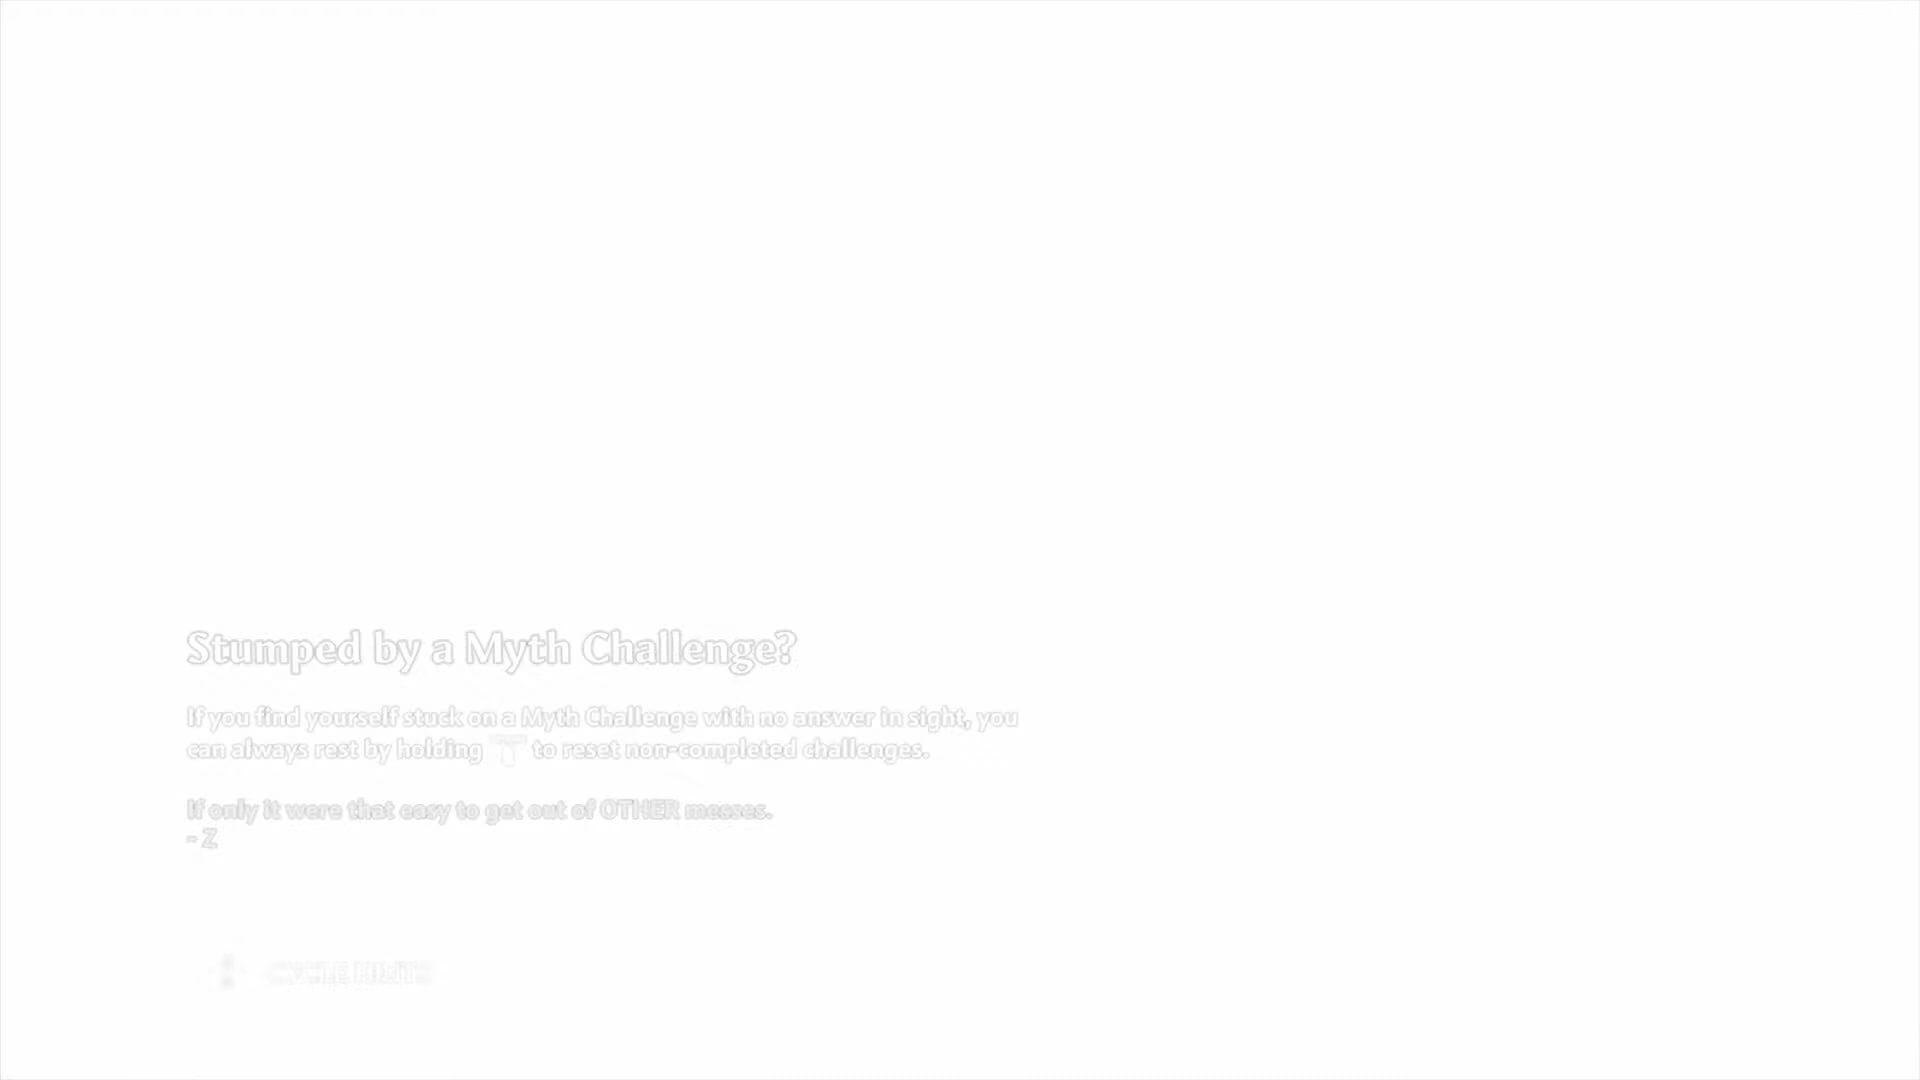 Stumped by a Myth Challenge?
If you find yourself stuck on a Myth Challenge with no answer in sight, you
can always rest by holding to reset non-completed challenges.
If only it were that easy to get out of OTHER messes.
- Z
CYCLE HINTS